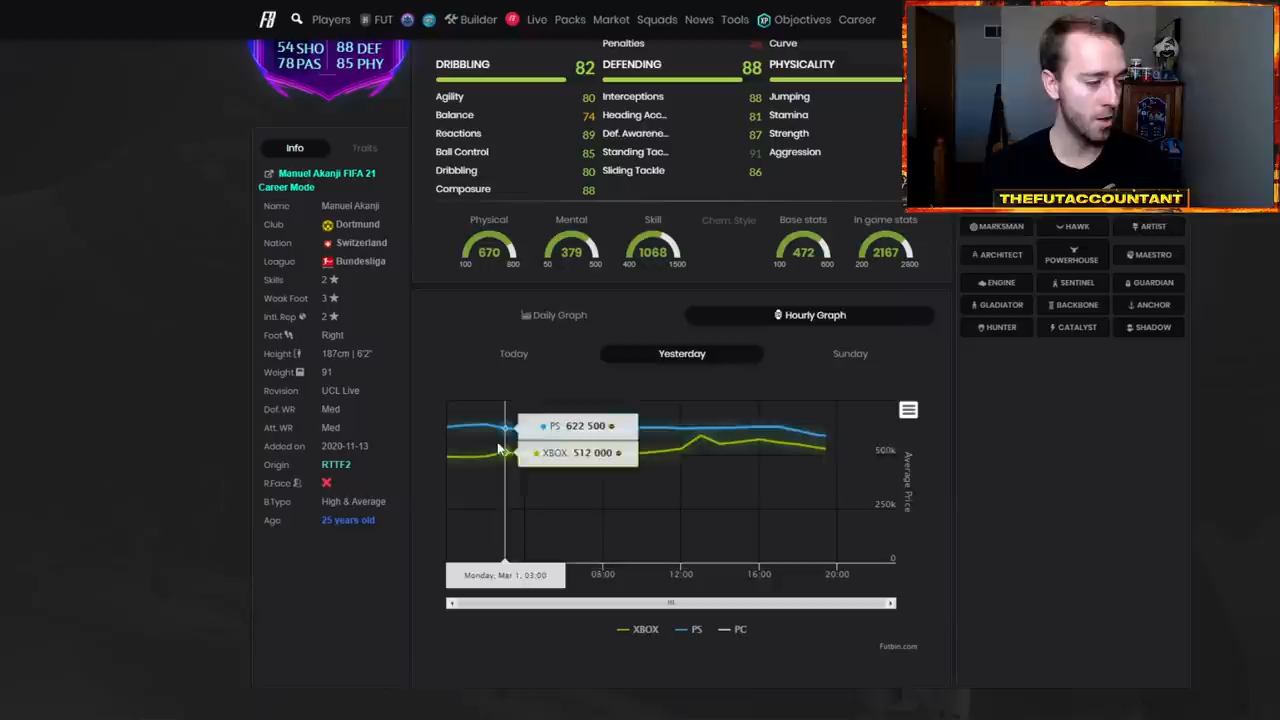 Players FUT Builder Live Packs Market Squads News Tools XP Objectives Career
54 SHO 88 DEF
78 PAS 85 PHY
Penalties Curve
DRIBBLING 82 DEFENDING 88 PHYSICALITY
Agility 80 Interceptions 88 Jumping
Balance 74 Heading Acc... 81 Stamina
Reactions 89 Def. Awarene... 87 Strength
Ball Control 85 Standing Tac... 91 Aggression
Dribbling 80 Sliding Tackle 86
Composure 88
THEFUTACCOUNTANT
Info Traits
Manuel Akanji FIFA 21
Career Mode
Name Manuel Akanji
Club Dortmund
Nation Switzerland
League Bundesliga
Skills 2
Weak Foot 3
Intl. Rep 2
Foot Right
Height 187cm | 6'2"
Weight 91
Revision UCL Live
Def. WR Med
Att. WR Med
Added on 2020-11-13
Origin RTTF2
R.Face
B.Type High & Average
Age 25 years old
Physical Mental Skill Chem. Style Base stats In game stats
670 379 1068 472 2167
100 800 50 500 400 1500 100 600 200 2800
MARKSMAN HAWK ARTIST
ARCHITECT POWERHOUSE MAESTRO
ENGINE SENTINEL GUARDIAN
GLADIATOR BACKBONE ANCHOR
HUNTER CATALYST SHADOW
Daily Graph Hourly Graph
Today Yesterday Sunday
PS 622 500
XBOX 512 000
500k
250k
0
Average Price
Monday, Mar 1, 03:00
08:00 12:00 16:00 20:00
XBOX PS PC
Futbin.com